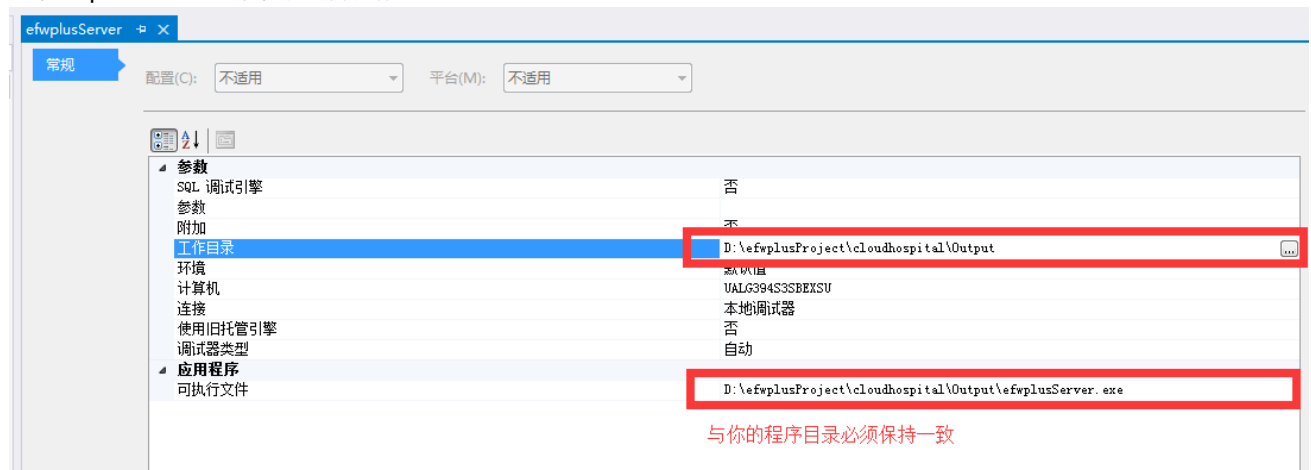 efwplusServer
常规
配置(C): 不适用 平台(M): 不适用
参数
SQL 调试引擎 否
参数
附加 否
工作目录 D:\efwplusProject\cloudhospital\Output ...
环境 默认值
计算机 UALG394S3SBEXSU
连接 本地调试器
使用旧托管引擎 否
调试器类型 自动
应用程序
可执行文件 D:\efwplusProject\cloudhospital\Output\efwplusServer.exe
与你的程序目录必须保持一致